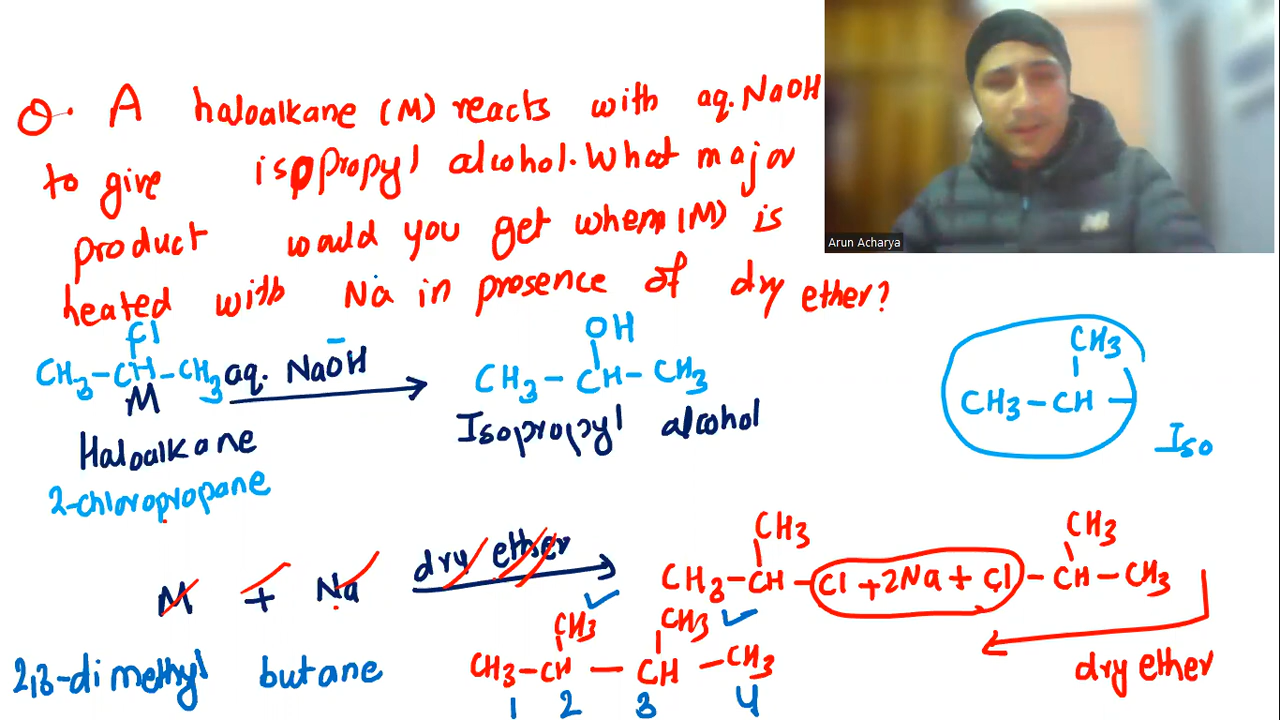 Q. A haloalkane (M) reacts with aq. NaOH
to give isopropyl alcohol. What major
product would you get when (M) is
heated with Na in presence of dry ether?
Arun Acharya
Cl
CH3-CH-CH3
M
Haloalkane
2-chloropropane
aq. NaOH
OH
CH3-CH-CH3
Isopropyl alcohol
CH3
CH3-CH-
Iso
M + Na
dry ether
CH3
CH3-CH-Cl+2Na+Cl-CH-CH3
CH3
dry ether
CH3 CH3
CH3-CH-CH-CH3
1 2 3 4
2,3-dimethyl butane